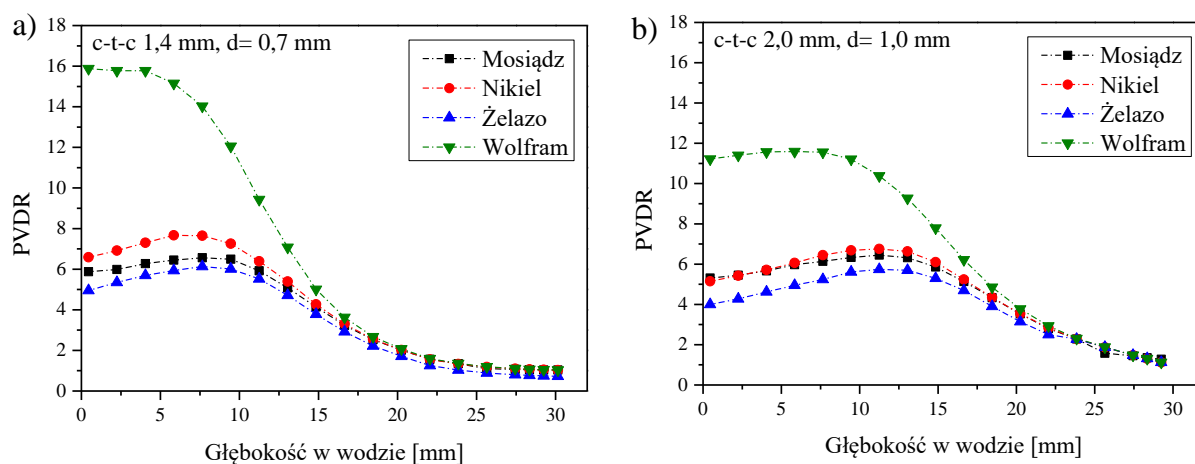 a)
c-t-c 1,4 mm, d= 0,7 mm
Mosiądz
Nikiel
Żelazo
Wolfram
PVDR
18
16
14
12
10
8
6
4
2
0
0 5 10 15 20 25 30
Głębokość w wodzie [mm]
b)
c-t-c 2,0 mm, d= 1,0 mm
Mosiądz
Nikiel
Żelazo
Wolfram
PVDR
18
16
14
12
10
8
6
4
2
0
0 5 10 15 20 25 30
Głębokość w wodzie [mm]